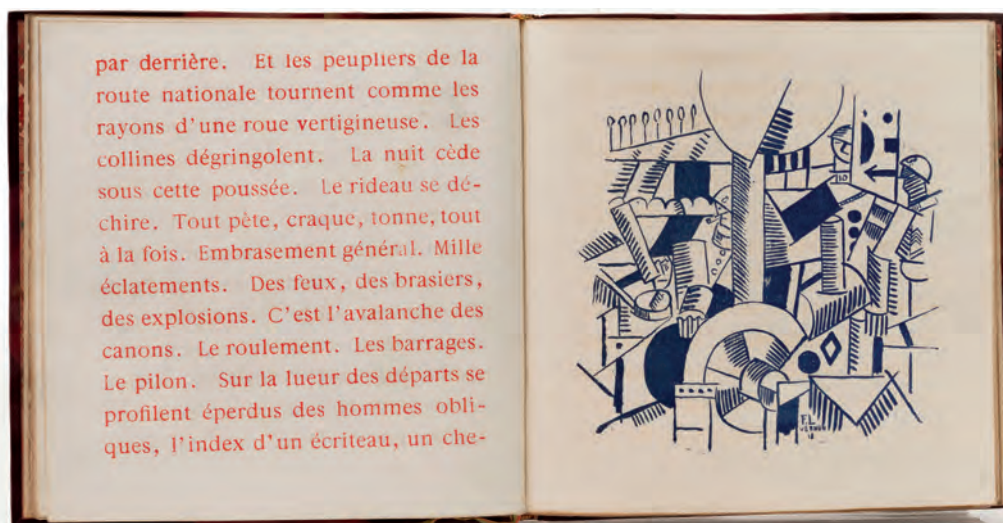 par derrière. Et les peupliers de la
route nationale tournent comme les
rayons d'une roue vertigineuse. Les
collines dégringolent. La nuit cède
sous cette poussée. Le rideau se dé-
chire. Tout pète, craque, tonne, tout
à la fois. Embrasement général. Mille
éclatements. Des feux, des brasiers,
des explosions. C'est l'avalanche des
canons. Le roulement. Les barrages.
Le pilon. Sur la lueur des départs se
profilent éperdus des hommes obli-
ques, l'index d'un écriteau, un che-
F.L
18